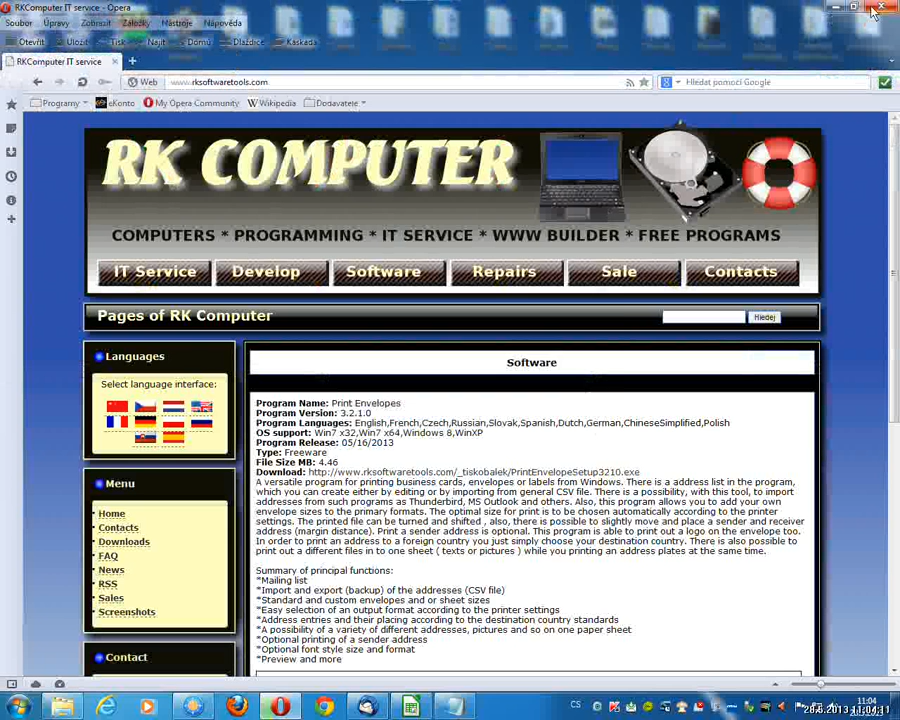 RKComputer IT service - Opera
Soubor Úpravy Zobrazit Záložky Nástroje Nápověda
Otevřít Uložit Tisk Najít Domů Dlaždice Kaskáda
RKComputer IT service
Web www.rksoftwaretools.com Hledat pomocí Google
Programy eKonto My Opera Community Wikipedia Dodavatele
RK COMPUTER
COMPUTERS * PROGRAMMING * IT SERVICE * WWW BUILDER * FREE PROGRAMS
IT Service Develop Software Repairs Sale Contacts
Pages of RK Computer Hledej
Languages
Select language interface:
Menu
Home
Contacts
Downloads
FAQ
News
RSS
Sales
Screenshots
Contact
Software
Program Name: Print Envelopes
Program Version: 3.2.1.0
Program Languages: English,French,Czech,Russian,Slovak,Spanish,Dutch,German,ChineseSimplified,Polish
OS support: Win7 x32,Win7 x64,Windows 8,WinXP
Program Release: 05/16/2013
Type: Freeware
File Size MB: 4.46
Download: http://www.rksoftwaretools.com/_tiskobalek/PrintEnvelopeSetup3210.exe
A versatile program for printing business cards, envelopes or labels from Windows. There is a address list in the program,
which you can create either by editing or by importing from general CSV file. There is a possibility, with this tool, to import
addresses from such programs as Thunderbird, MS Outlook and others. Also, this program allows you to add your own
envelope sizes to the primary formats. The optimal size for print is to be chosen automatically according to the printer
settings. The printed file can be turned and shifted , also, there is possible to slightly move and place a sender and receiver
address (margin distance). Print a sender address is optional. This program is able to print out a logo on the envelope too.
In order to print an address to a foreign country you just simply choose your destination country. There is also possible to
print out a different files in to one sheet ( texts or pictures ) while you printing an address plates at the same time.
Summary of principal functions:
*Mailing list
*Import and export (backup) of the addresses (CSV file)
*Standard and custom envelopes and or sheet sizes
*Easy selection of an output format according to the printer settings
*Address entries and their placing according to the destination country standards
*A possibility of a variety of different addresses, pictures and so on one paper sheet
*Optional printing of a sender address
*Optional font style size and format
*Preview and more
CS
11:04
28.6.2013 11:04:11